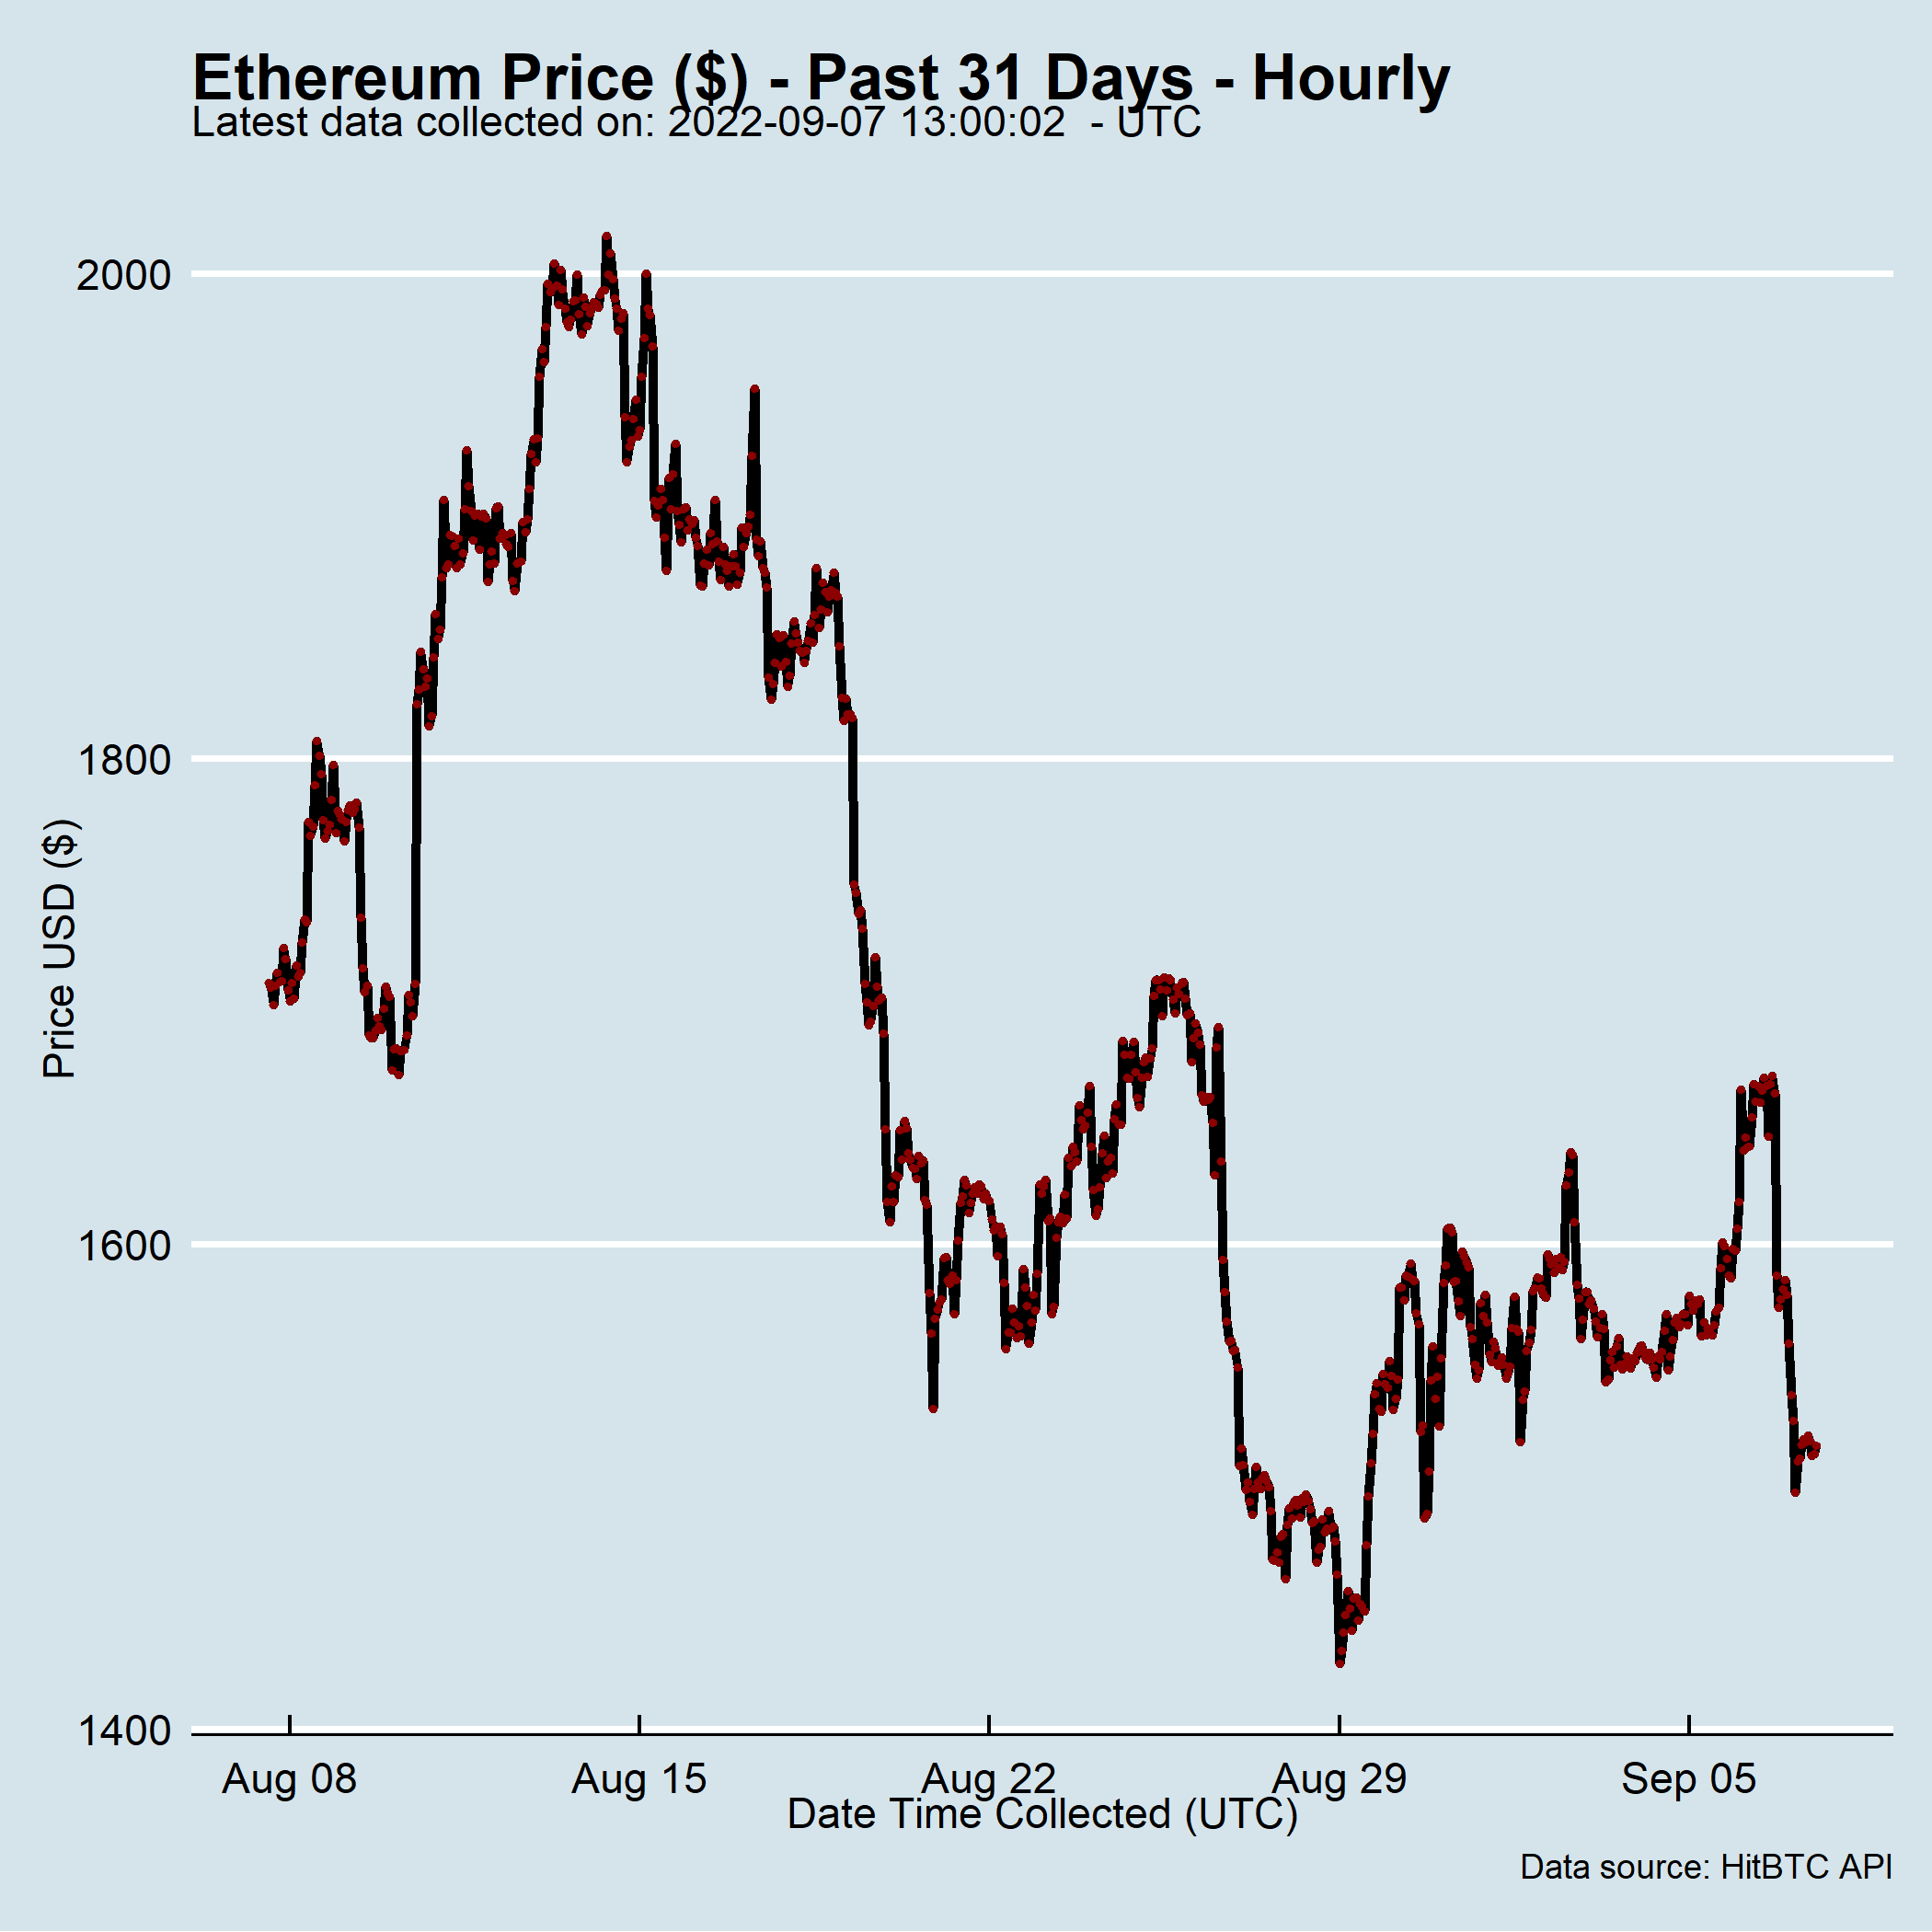 Ethereum Price ($) - Past 31 Days - Hourly
Latest data collected on: 2022-09-07 13:00:02  - UTC
2000
1800
1600
1400
Price USD ($)
Aug 08 Aug 15 Aug 22 Aug 29 Sep 05
Date Time Collected (UTC)
Data source: HitBTC API